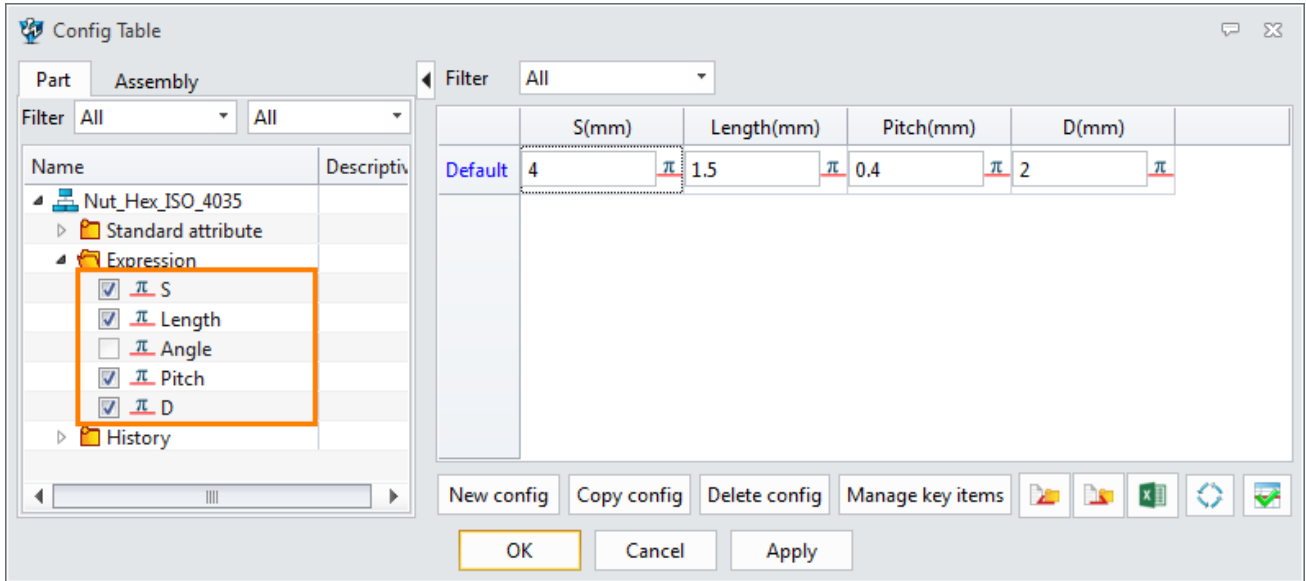 Config Table
Part Assembly
Filter All All
Name Descriptiv
Nut_Hex_ISO_4035
Standard attribute
Expression
π S
π Length
π Angle
π Pitch
π D
History
Filter All
S(mm) Length(mm) Pitch(mm) D(mm)
Default 4 π 1.5 π 0.4 π 2 π
New config Copy config Delete config Manage key items
OK Cancel Apply